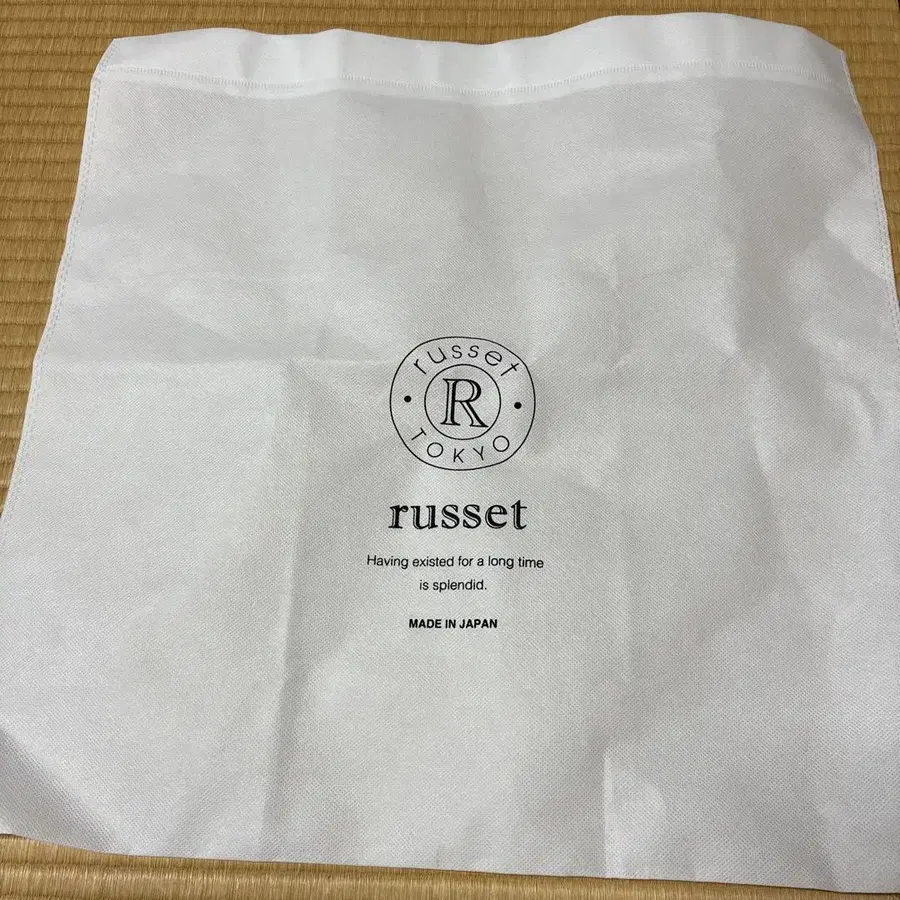 russet
R
TOKYO
russet
Having existed for a long time
is splendid.
MADE IN JAPAN